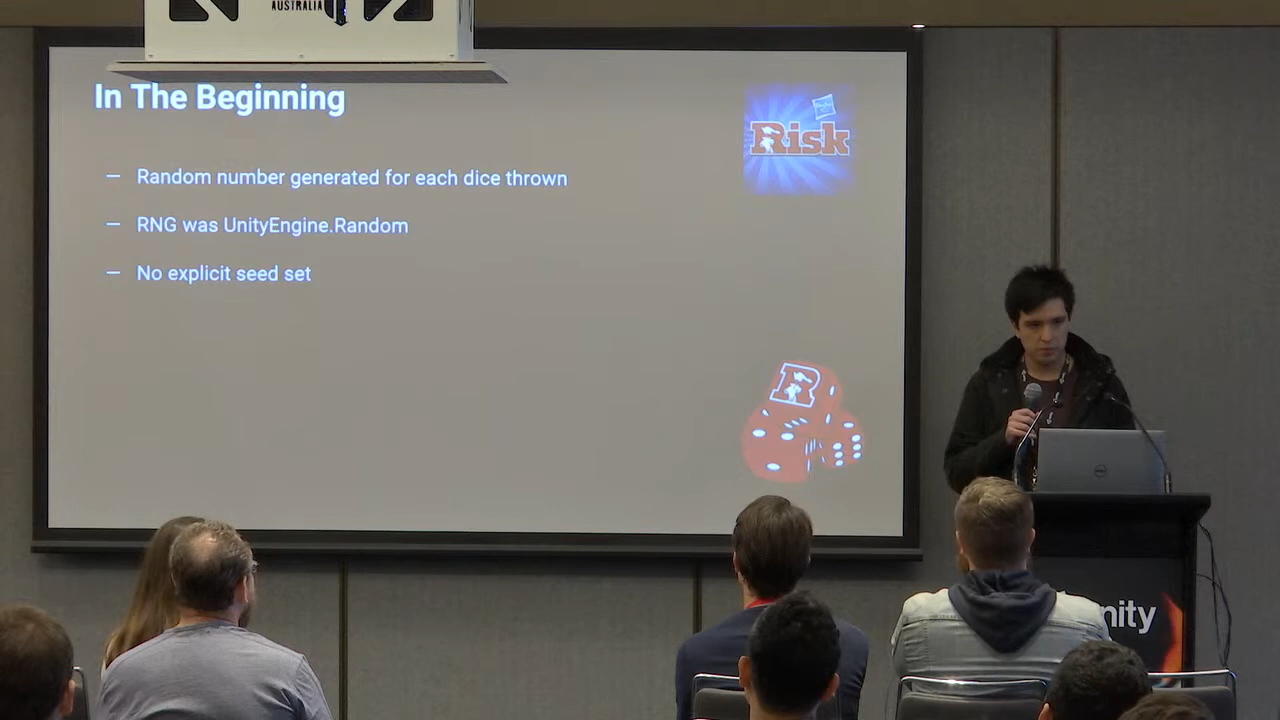 AUSTRALIA
In The Beginning
Risk
— Random number generated for each dice thrown
— RNG was UnityEngine.Random
— No explicit seed set
R
DELL
nity